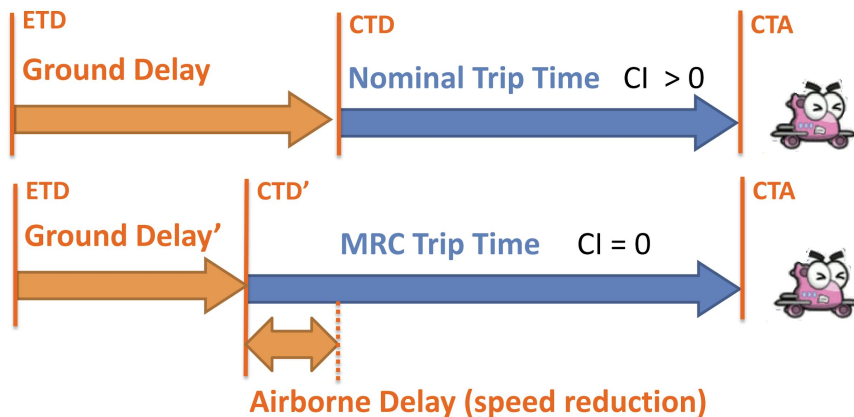 ETD CTD CTA
Ground Delay Nominal Trip Time CI > 0
ETD CTD' CTA
Ground Delay' MRC Trip Time CI = 0
Airborne Delay (speed reduction)